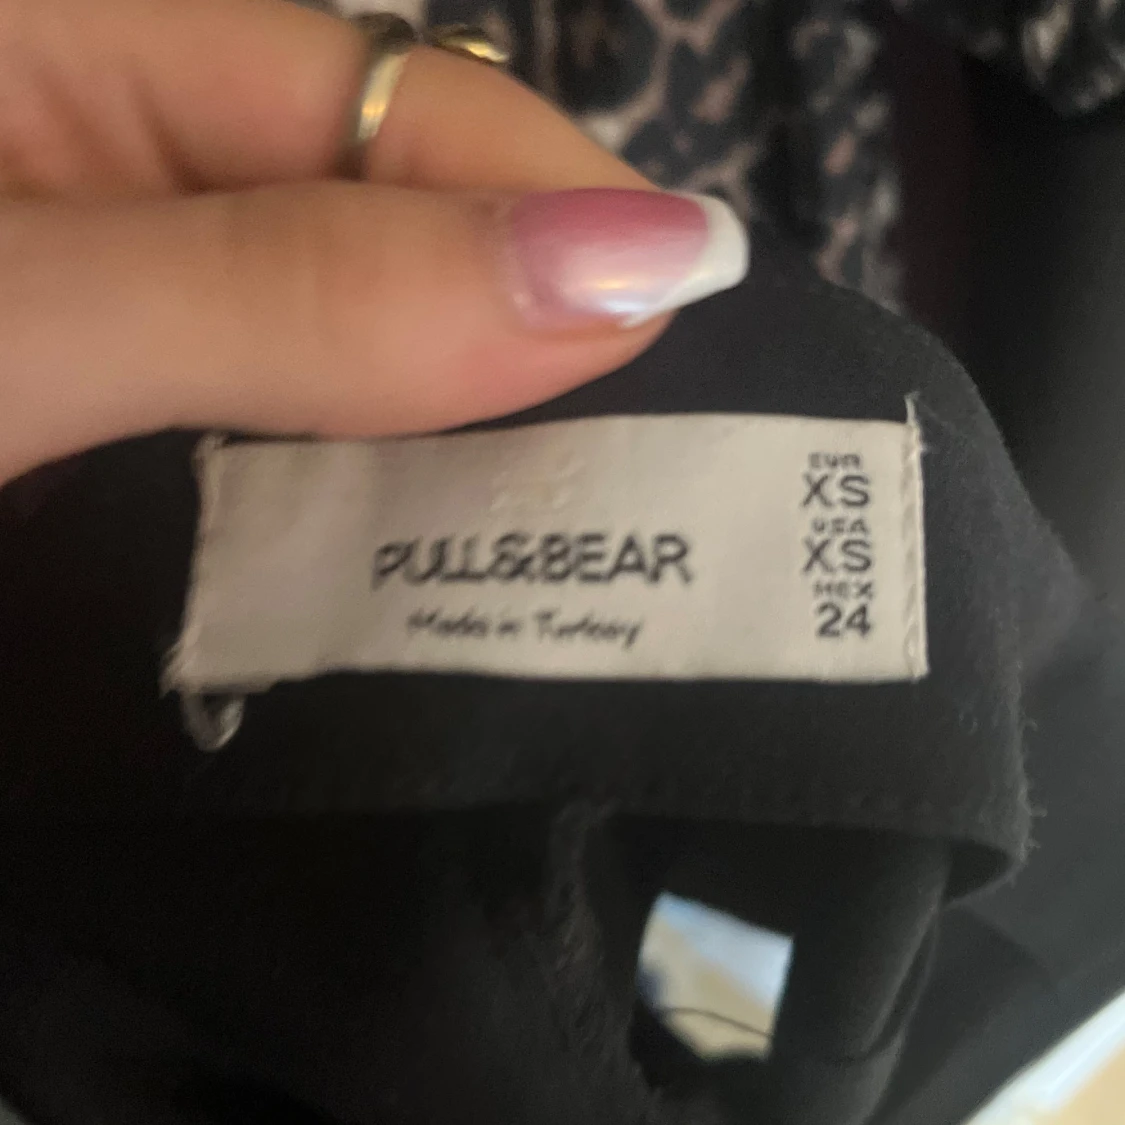 PULL&BEAR
Made in Turkey
EUR
XS
USA
XS
MEX
24